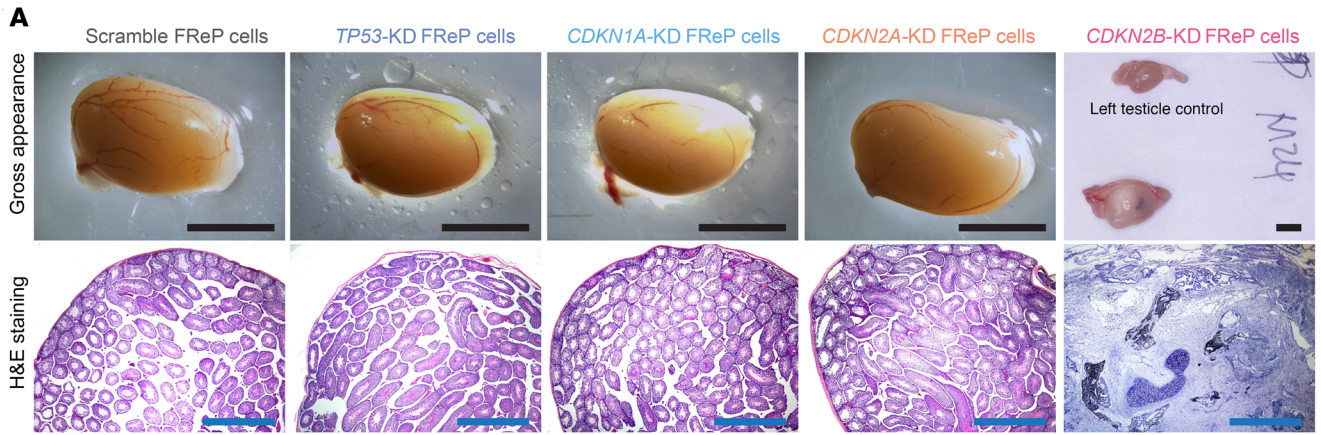 A
Scramble FReP cells
TP53-KD FReP cells
CDKN1A-KD FReP cells
CDKN2A-KD FReP cells
CDKN2B-KD FReP cells
Gross appearance
Left testicle control
H&E staining